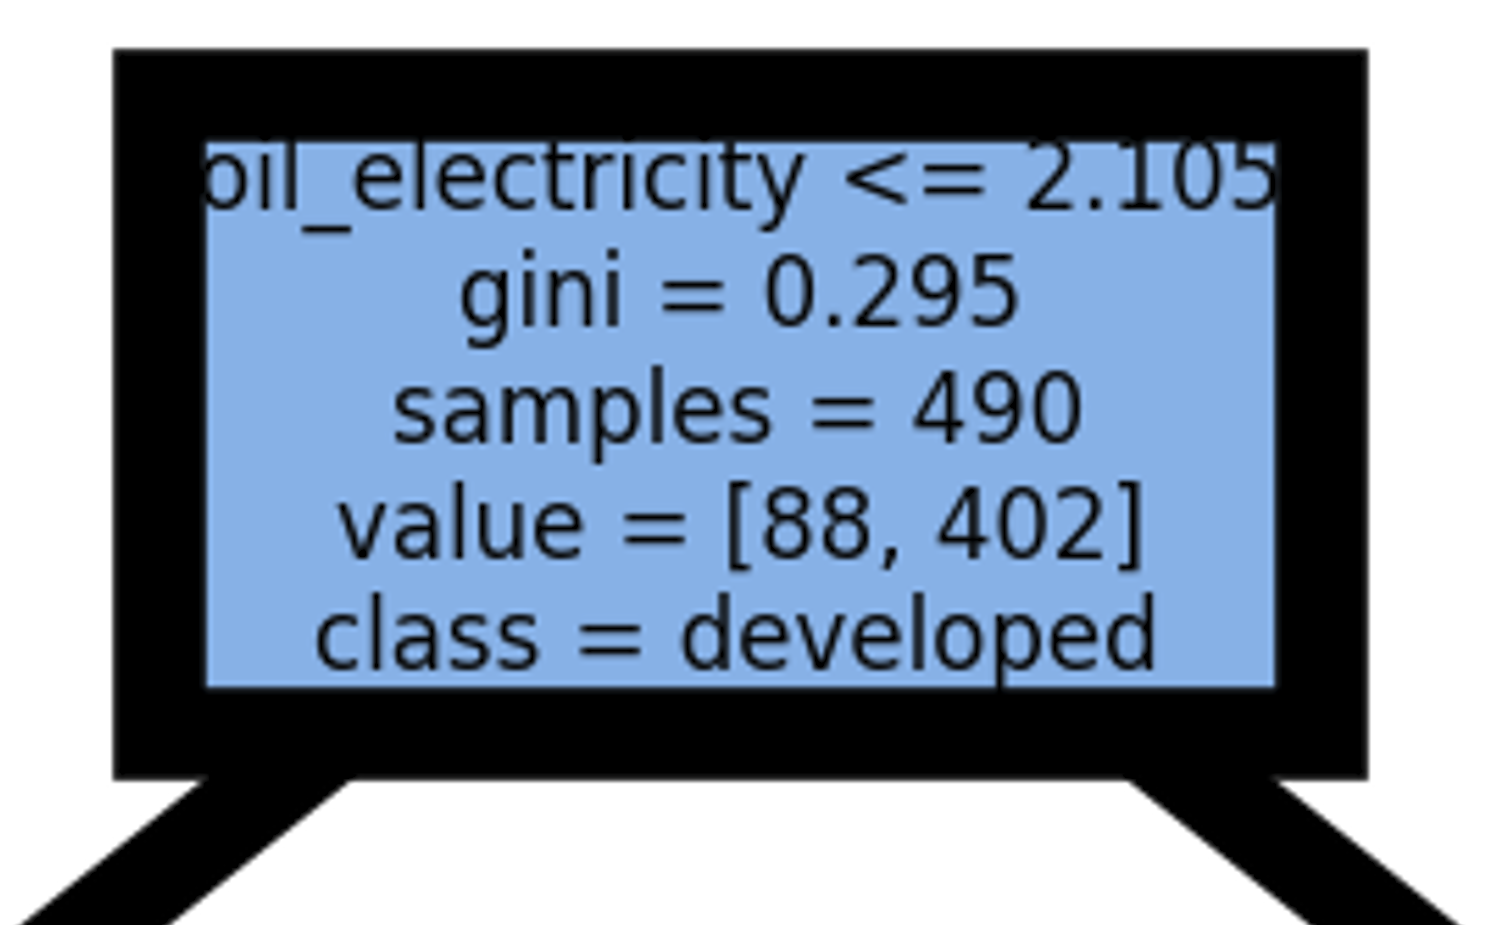 oil_electricity <= 2.105
gini = 0.295
samples = 490
value = [88, 402]
class = developed